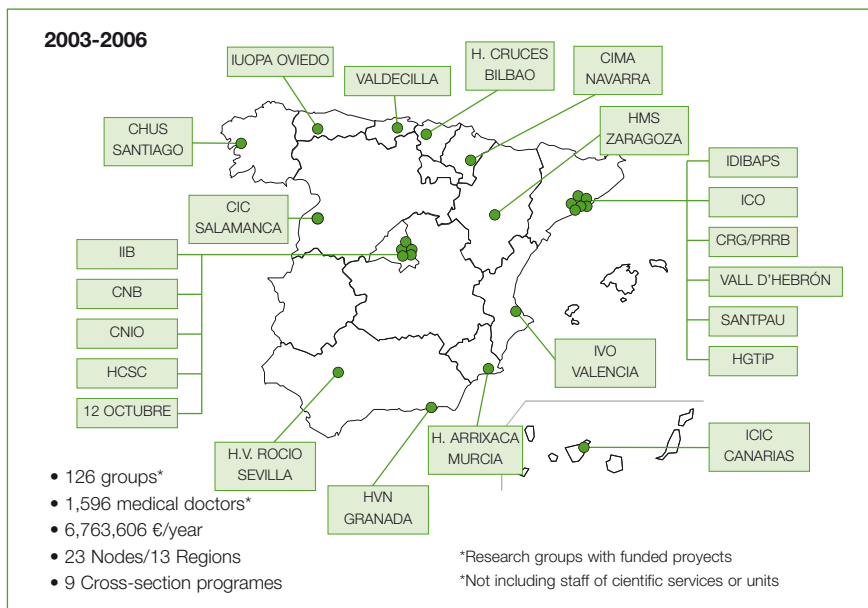 2003-2006
IUOPA OVIEDO
VALDECILLA
H. CRUCES
BILBAO
CIMA
NAVARRA
CHUS
SANTIAGO
HMS
ZARAGOZA
IDIBAPS
ICO
CRG/PRRB
VALL D'HEBRÓN
SANTPAU
HGTiP
CIC
SALAMANCA
IIB
CNB
CNIO
HCSC
12 OCTUBRE
IVO
VALENCIA
H.V. ROCIO
SEVILLA
HVN
GRANADA
H. ARRIXACA
MURCIA
ICIC
CANARIAS
• 126 groups*
• 1,596 medical doctors*
• 6,763,606 €/year
• 23 Nodes/13 Regions
• 9 Cross-section programes
*Research groups with funded proyects
*Not including staff of cientific services or units